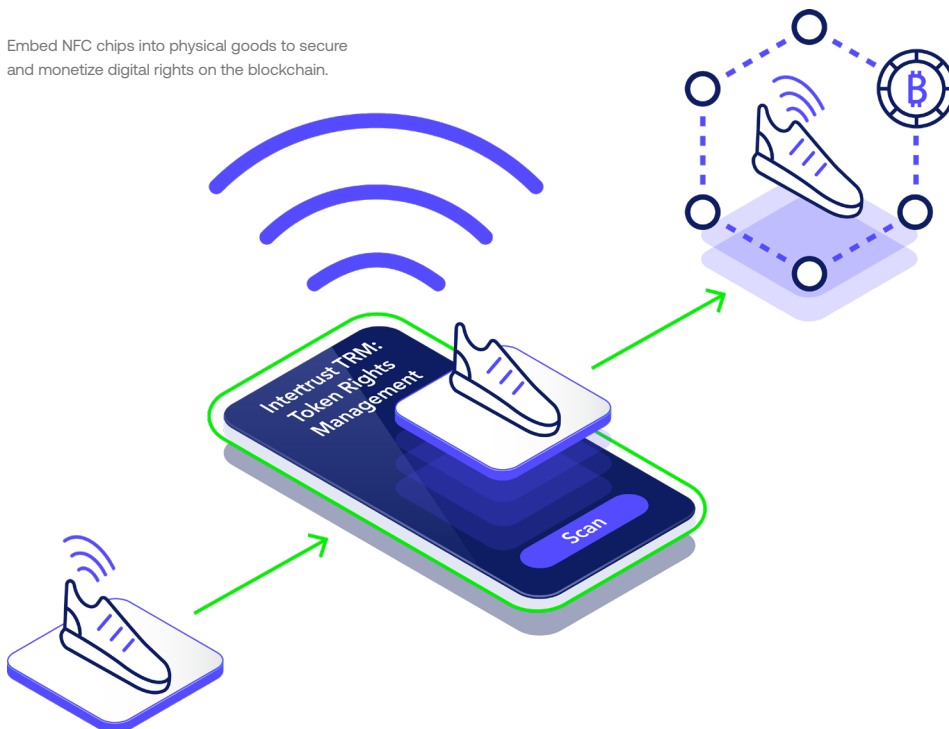 Embed NFC chips into physical goods to secure
and monetize digital rights on the blockchain.
Intertrust TRM:
Token Rights
Management
Scan